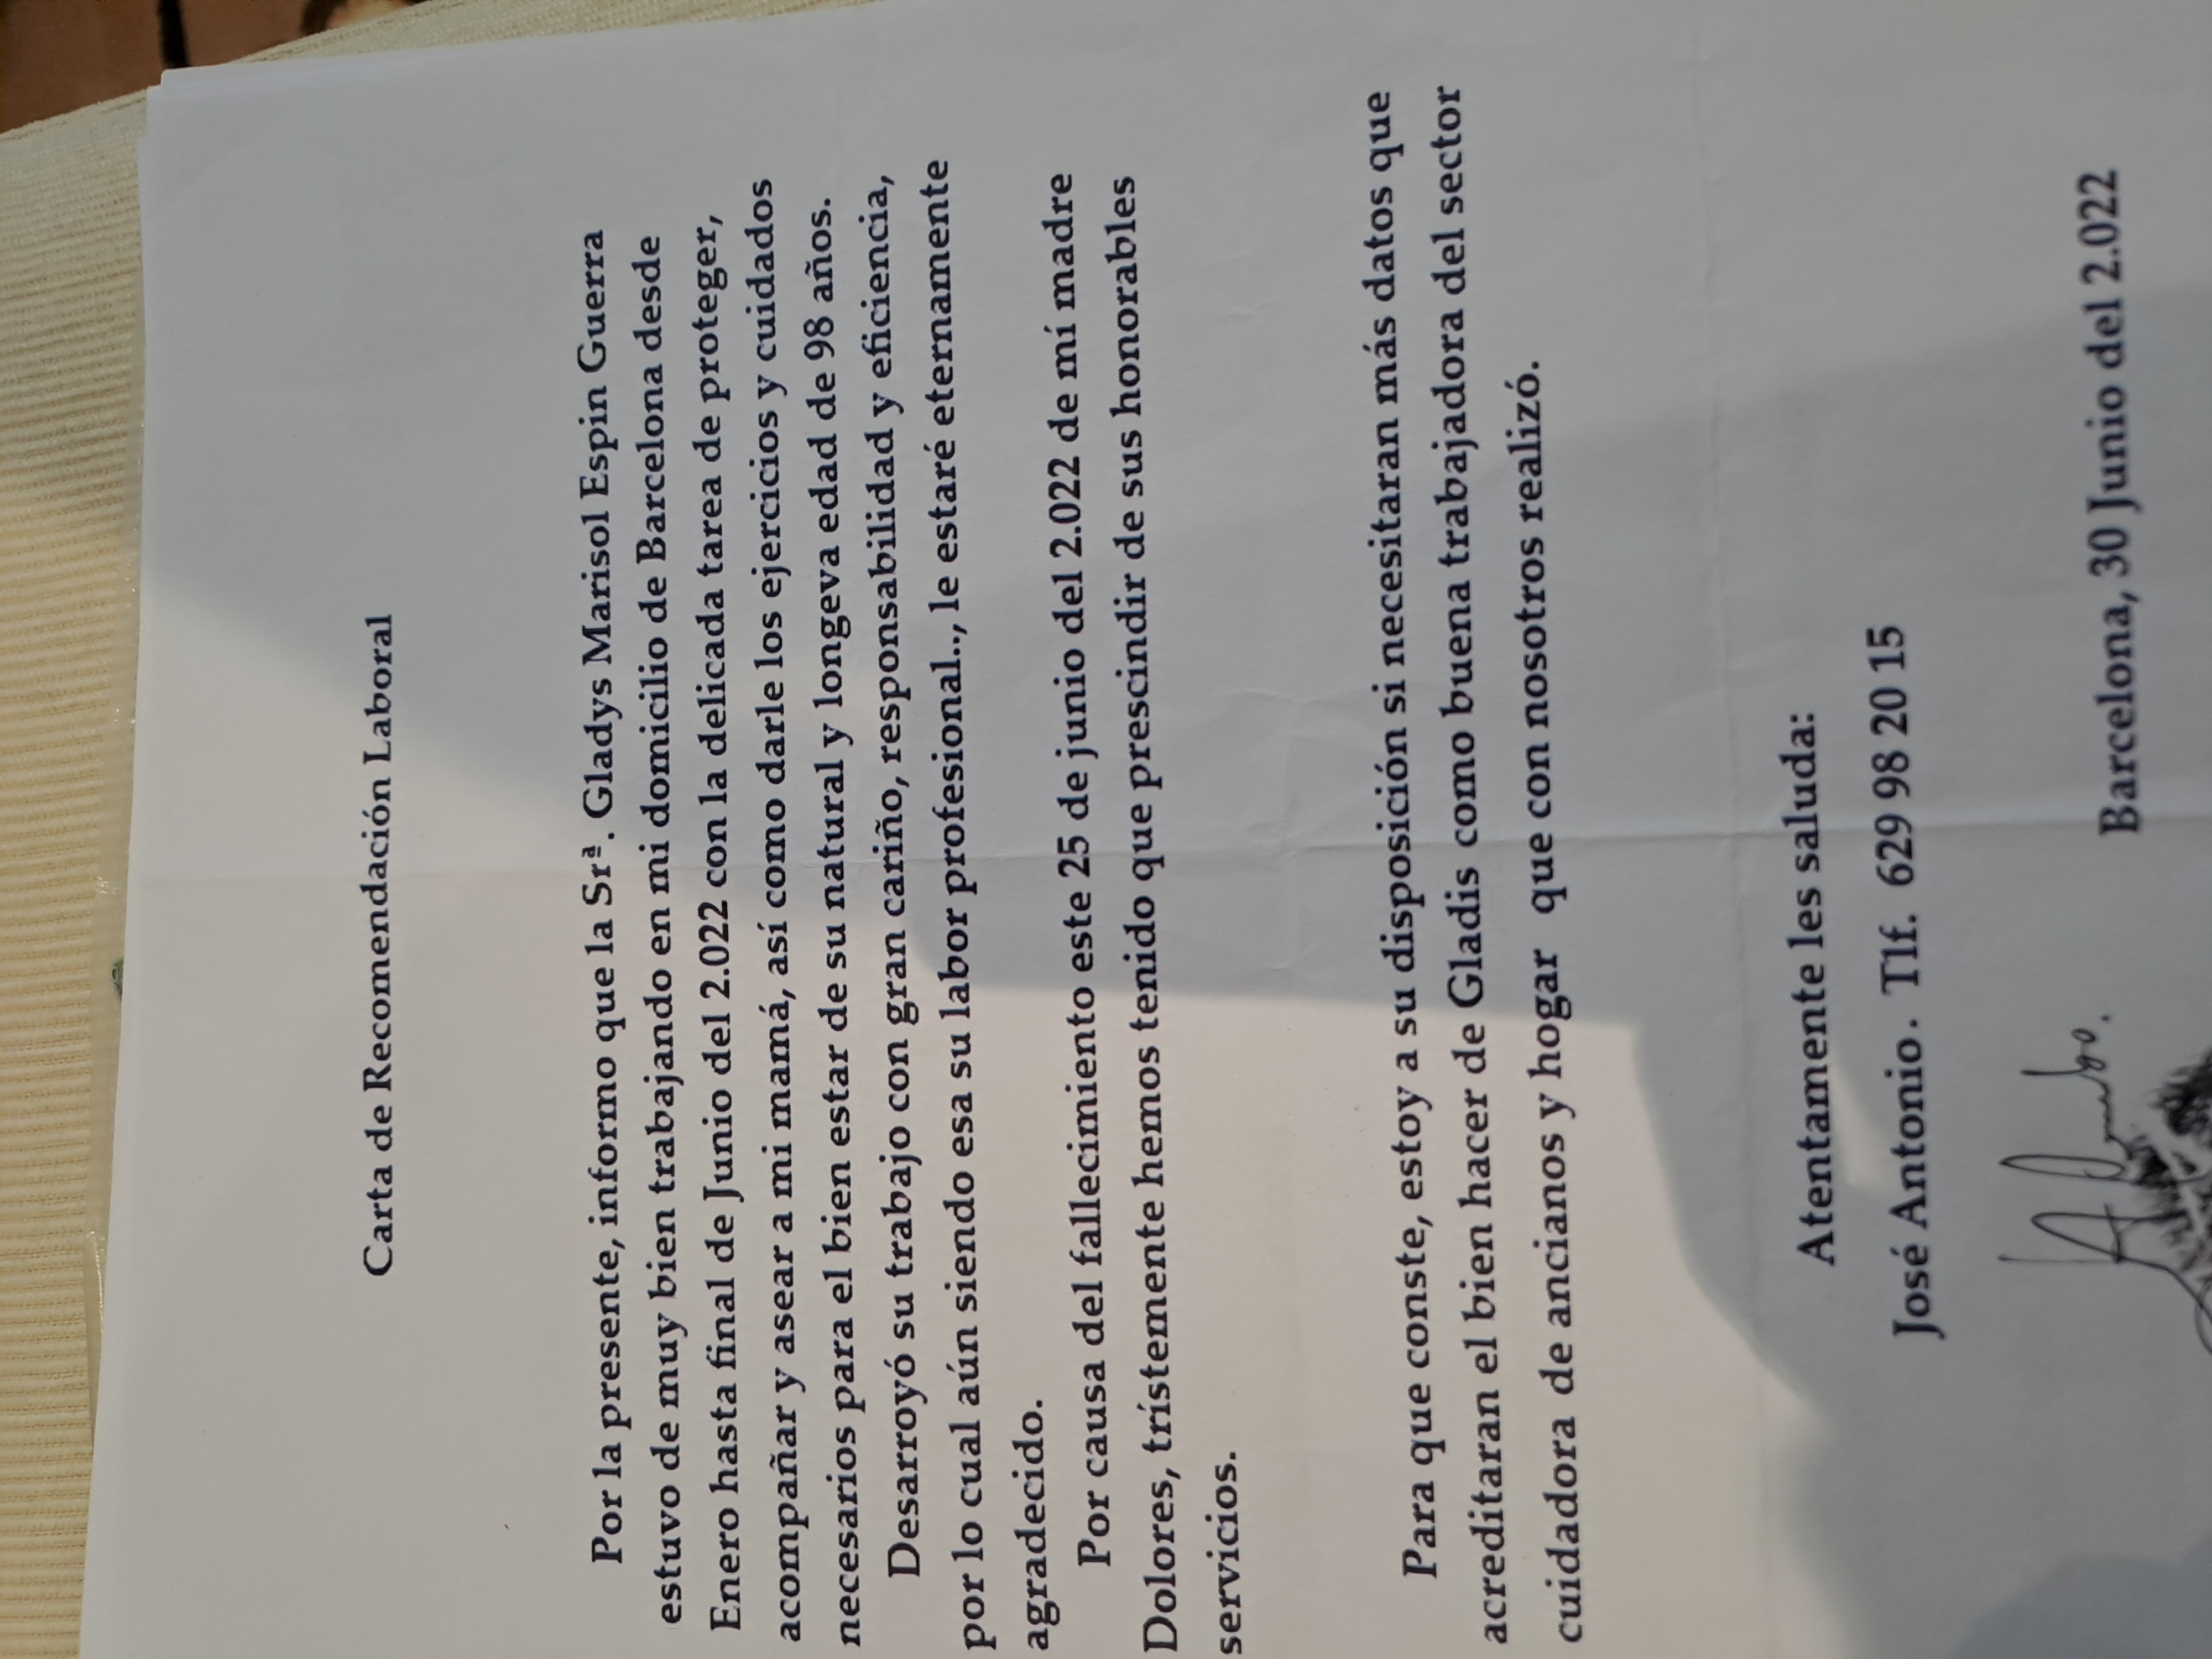 Carta de Recomendación Laboral
Por la presente, informo que la Srª. Gladys Marisol Espin Guerra
estuvo de muy bien trabajando en mi domicilio de Barcelona desde
Enero hasta final de Junio del 2.022 con la delicada tarea de proteger,
acompañar y asear a mi mamá, así como darle los ejercicios y cuidados
necesarios para el bien estar de su natural y longeva edad de 98 años.
Desarroyó su trabajo con gran cariño, responsabilidad y eficiencia,
por lo cual aún siendo esa su labor profesional.., le estaré eternamente
agradecido.
Por causa del fallecimiento este 25 de junio del 2.022 de mí madre
Dolores, trístemente hemos tenido que prescindir de sus honorables
servicios.
Para que conste, estoy a su disposición si necesitaran más datos que
acreditaran el bien hacer de Gladis como buena trabajadora del sector
cuidadora de ancianos y hogar que con nosotros realizó.
Atentamente les saluda:
José Antonio. Tlf. 629 98 20 15
Barcelona, 30 Junio del 2.022